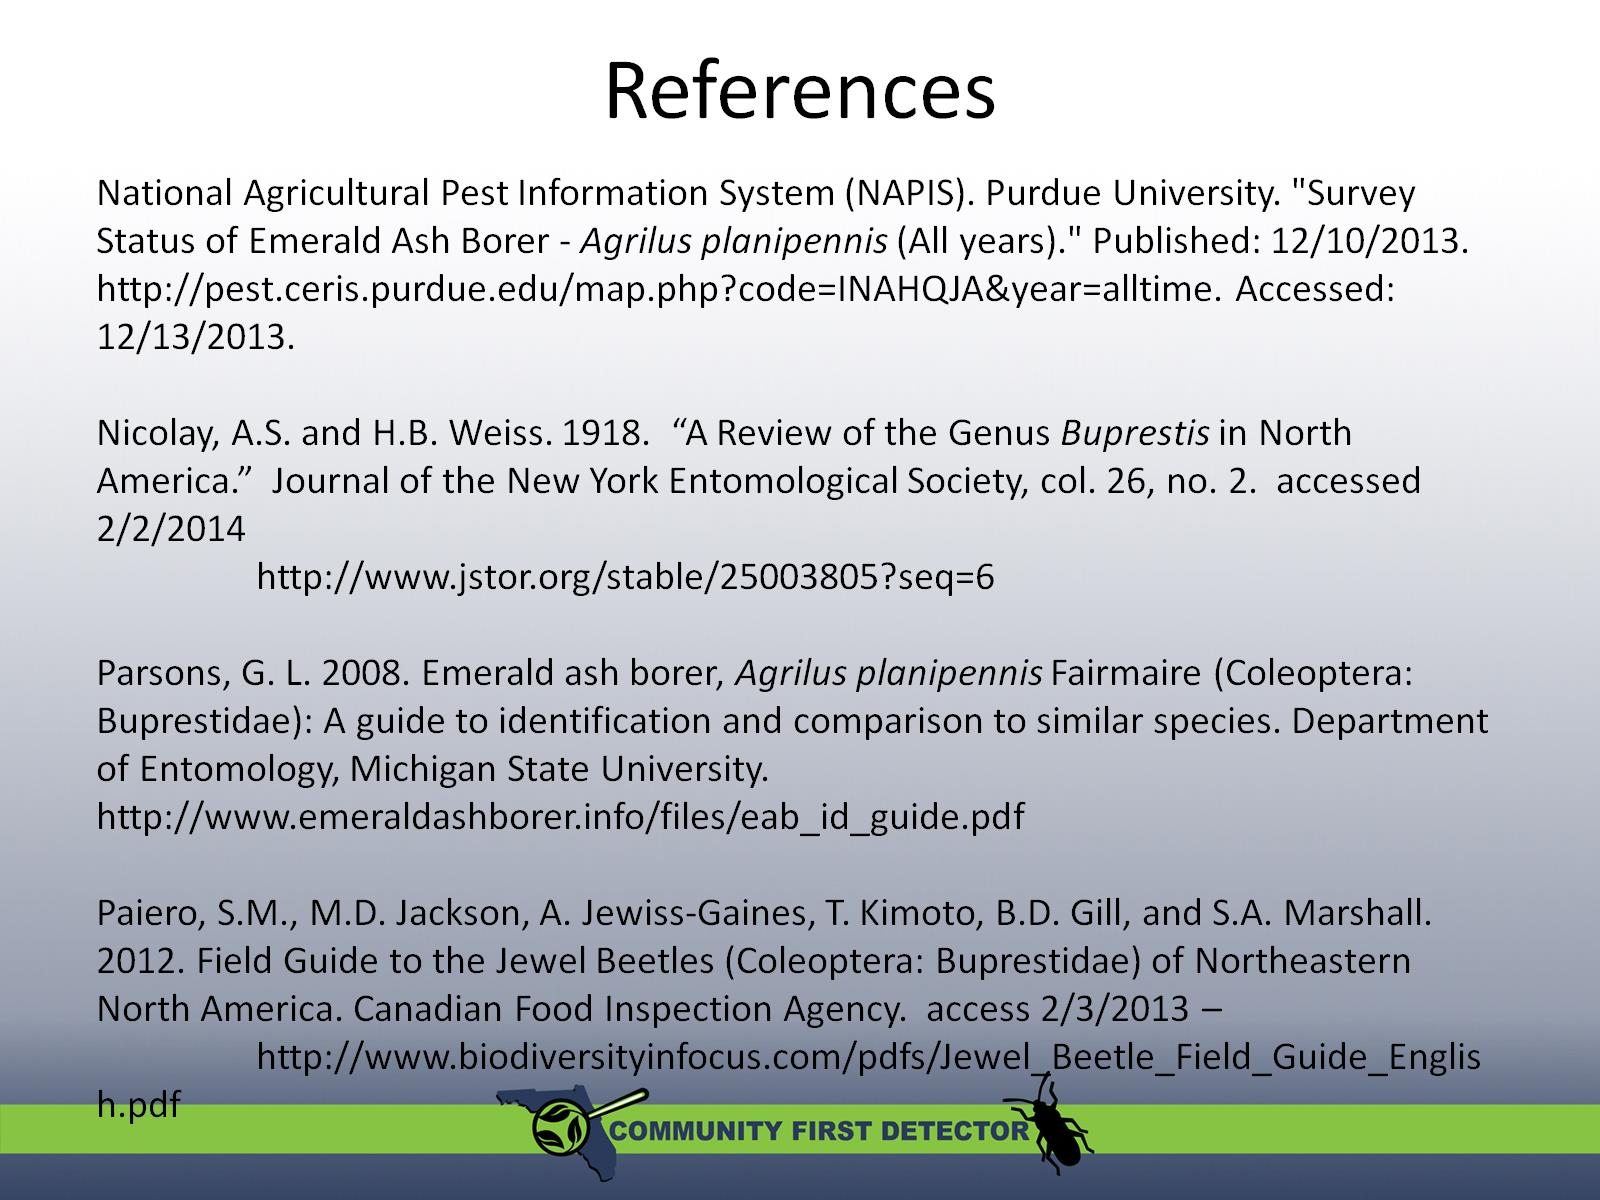 References
National Agricultural Pest Information System (NAPIS). Purdue University. "Survey
Status of Emerald Ash Borer - Agrilus planipennis (All years)." Published: 12/10/2013.
http://pest.ceris.purdue.edu/map.php?code=INAHQJA&year=alltime. Accessed:
12/13/2013.
Nicolay, A.S. and H.B. Weiss. 1918.  “A Review of the Genus Buprestis in North
America.”  Journal of the New York Entomological Society, col. 26, no. 2.  accessed
2/2/2014
http://www.jstor.org/stable/25003805?seq=6
Parsons, G. L. 2008. Emerald ash borer, Agrilus planipennis Fairmaire (Coleoptera:
Buprestidae): A guide to identification and comparison to similar species. Department
of Entomology, Michigan State University.
http://www.emeraldashborer.info/files/eab_id_guide.pdf
Paiero, S.M., M.D. Jackson, A. Jewiss-Gaines, T. Kimoto, B.D. Gill, and S.A. Marshall.
2012. Field Guide to the Jewel Beetles (Coleoptera: Buprestidae) of Northeastern
North America. Canadian Food Inspection Agency.  access 2/3/2013 –
http://www.biodiversityinfocus.com/pdfs/Jewel_Beetle_Field_Guide_Englis
h.pdf
COMMUNITY FIRST DETECTOR